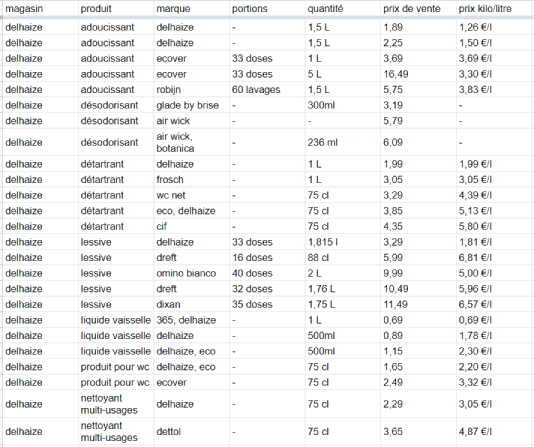 magasin produit marque portions quantité prix de vente prix kilo/litre
delhaize adoucissant delhaize - 1,5 L 1,89 1,26 €/l
delhaize adoucissant delhaize - 1,5 L 2,25 1,50 €/l
delhaize adoucissant ecover 33 doses 1 L 3,69 3,69 €/l
delhaize adoucissant ecover 33 doses 5 L 16,49 3,30 €/l
delhaize adoucissant robijn 60 lavages 1,5 L 5,75 3,83 €/l
delhaize désodorisant glade by brise - 300ml 3,19 -
delhaize désodorisant air wick - - 5,79 -
delhaize désodorisant air wick, botanica - 236 ml 6,09 -
delhaize détartrant delhaize - 1 L 1,99 1,99 €/l
delhaize détartrant frosch - 1 L 3,05 3,05 €/l
delhaize détartrant wc net - 75 cl 3,29 4,39 €/l
delhaize détartrant eco, delhaize - 75 cl 3,85 5,13 €/l
delhaize détartrant cif - 75 cl 4,35 5,80 €/l
delhaize lessive delhaize 33 doses 1,815 l 3,29 1,81 €/l
delhaize lessive dreft 16 doses 88 cl 5,99 6,81 €/l
delhaize lessive omino bianco 40 doses 2 L 9,99 5,00 €/l
delhaize lessive dreft 32 doses 1,76 L 10,49 5,96 €/l
delhaize lessive dixan 35 doses 1,75 L 11,49 6,57 €/l
delhaize liquide vaisselle 365, delhaize - 1 L 0,69 0,69 €/l
delhaize liquide vaisselle delhaize - 500ml 0,89 1,78 €/l
delhaize liquide vaisselle delhaize, eco - 500ml 1,15 2,30 €/l
delhaize produit pour wc delhaize, eco - 75 cl 1,65 2,20 €/l
delhaize produit pour wc ecover - 75 cl 2,49 3,32 €/l
delhaize nettoyant multi-usages delhaize - 75 cl 2,29 3,05 €/l
delhaize nettoyant multi-usages dettol - 75 cl 3,65 4,87 €/l